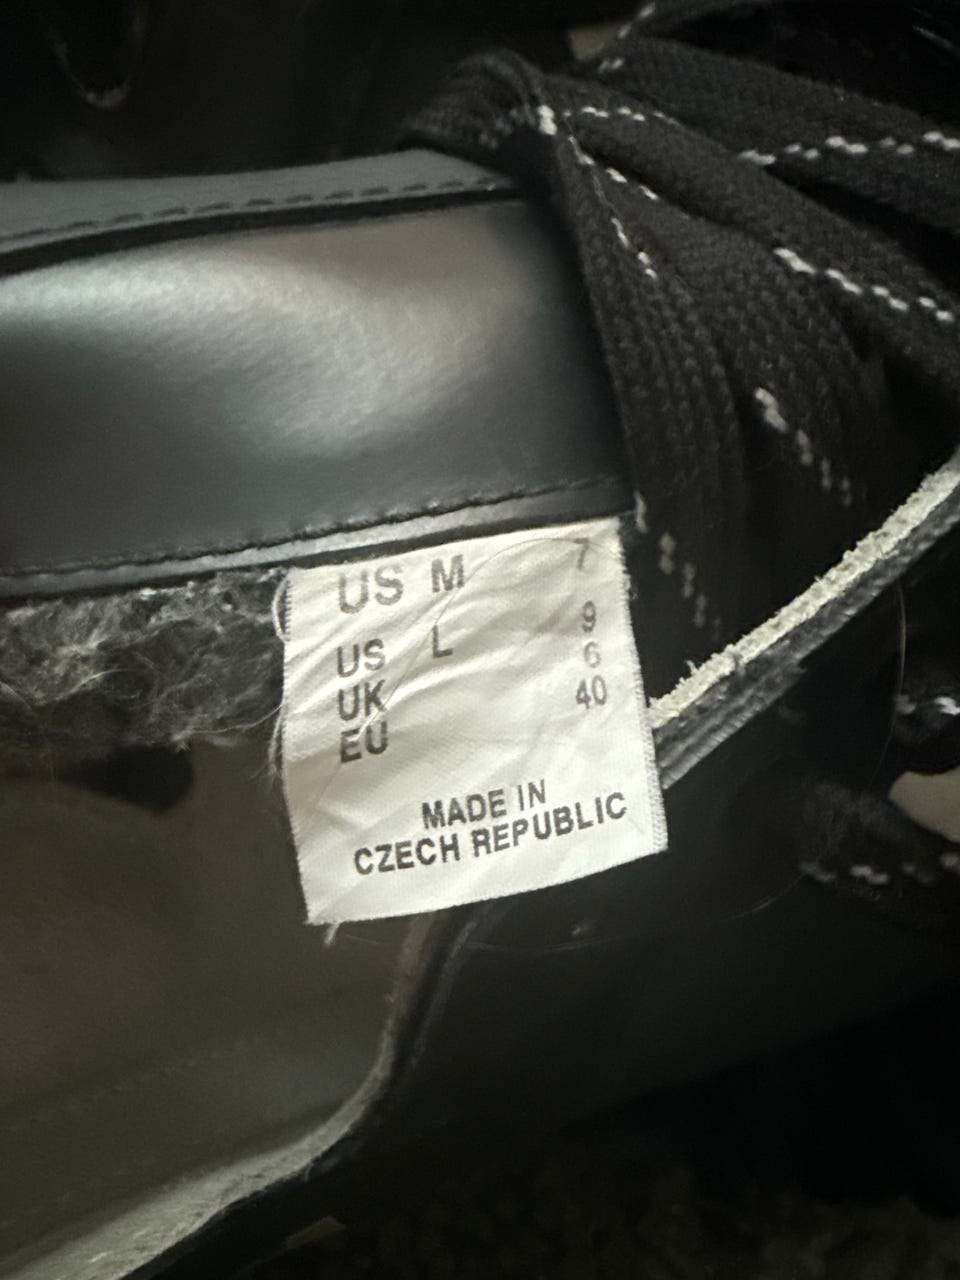 US M 7
US L 9
UK 6
EU 40
MADE IN
CZECH REPUBLIC